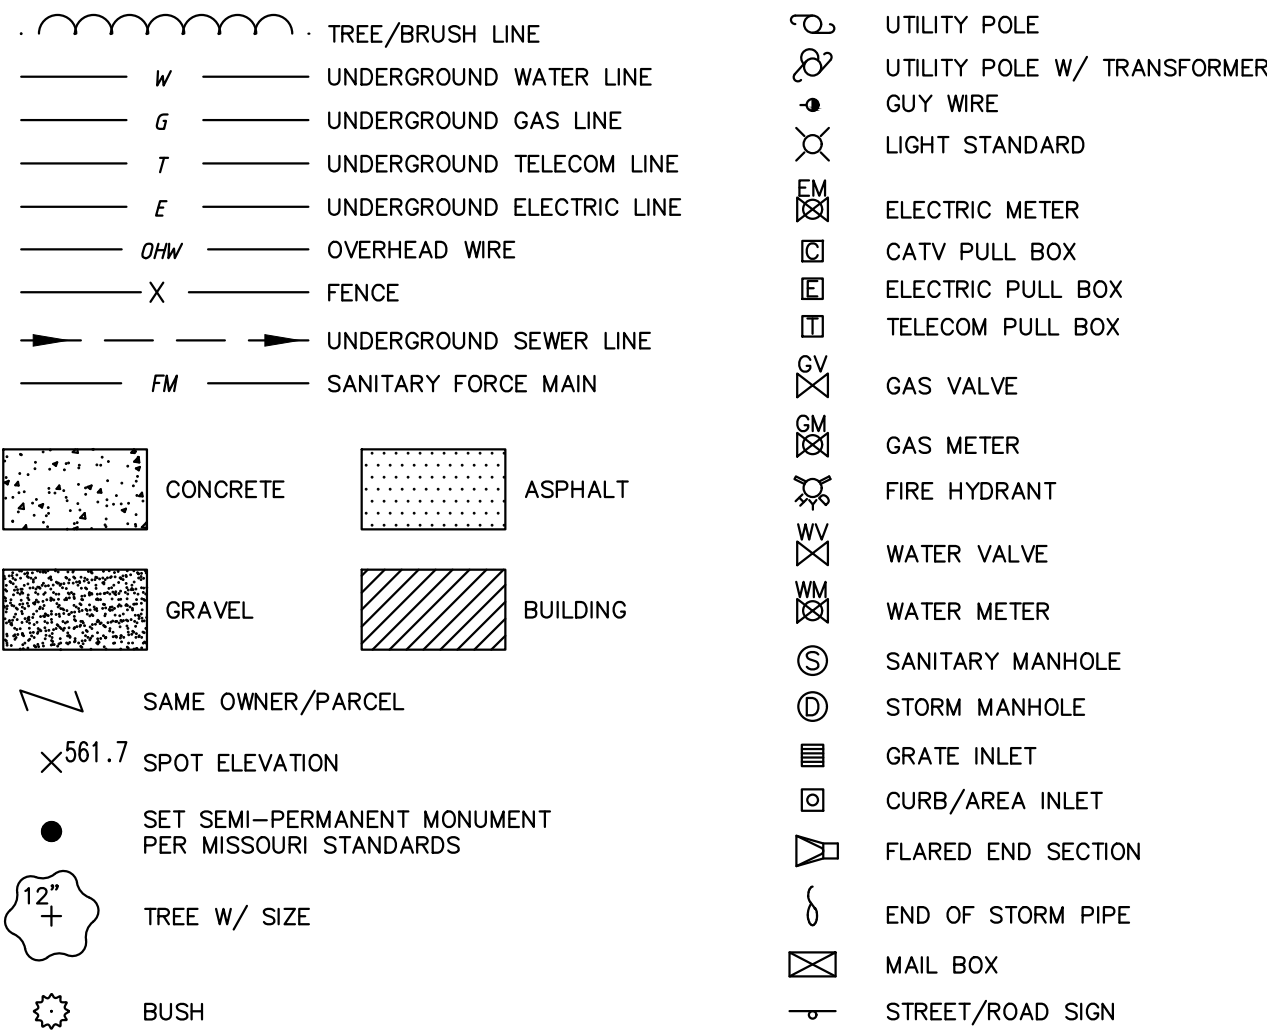 TREE/BRUSH LINE
W UNDERGROUND WATER LINE
G UNDERGROUND GAS LINE
T UNDERGROUND TELECOM LINE
E UNDERGROUND ELECTRIC LINE
OHW OVERHEAD WIRE
X FENCE
UNDERGROUND SEWER LINE
FM SANITARY FORCE MAIN
CONCRETE
ASPHALT
GRAVEL
BUILDING
SAME OWNER/PARCEL
561.7 SPOT ELEVATION
SET SEMI-PERMANENT MONUMENT
PER MISSOURI STANDARDS
12"
TREE W/ SIZE
BUSH
UTILITY POLE
UTILITY POLE W/ TRANSFORMER
GUY WIRE
LIGHT STANDARD
EM
ELECTRIC METER
C CATV PULL BOX
E ELECTRIC PULL BOX
T TELECOM PULL BOX
GV
GAS VALVE
GM
GAS METER
FIRE HYDRANT
WV
WATER VALVE
WM
WATER METER
S SANITARY MANHOLE
D STORM MANHOLE
GRATE INLET
CURB/AREA INLET
FLARED END SECTION
END OF STORM PIPE
MAIL BOX
STREET/ROAD SIGN